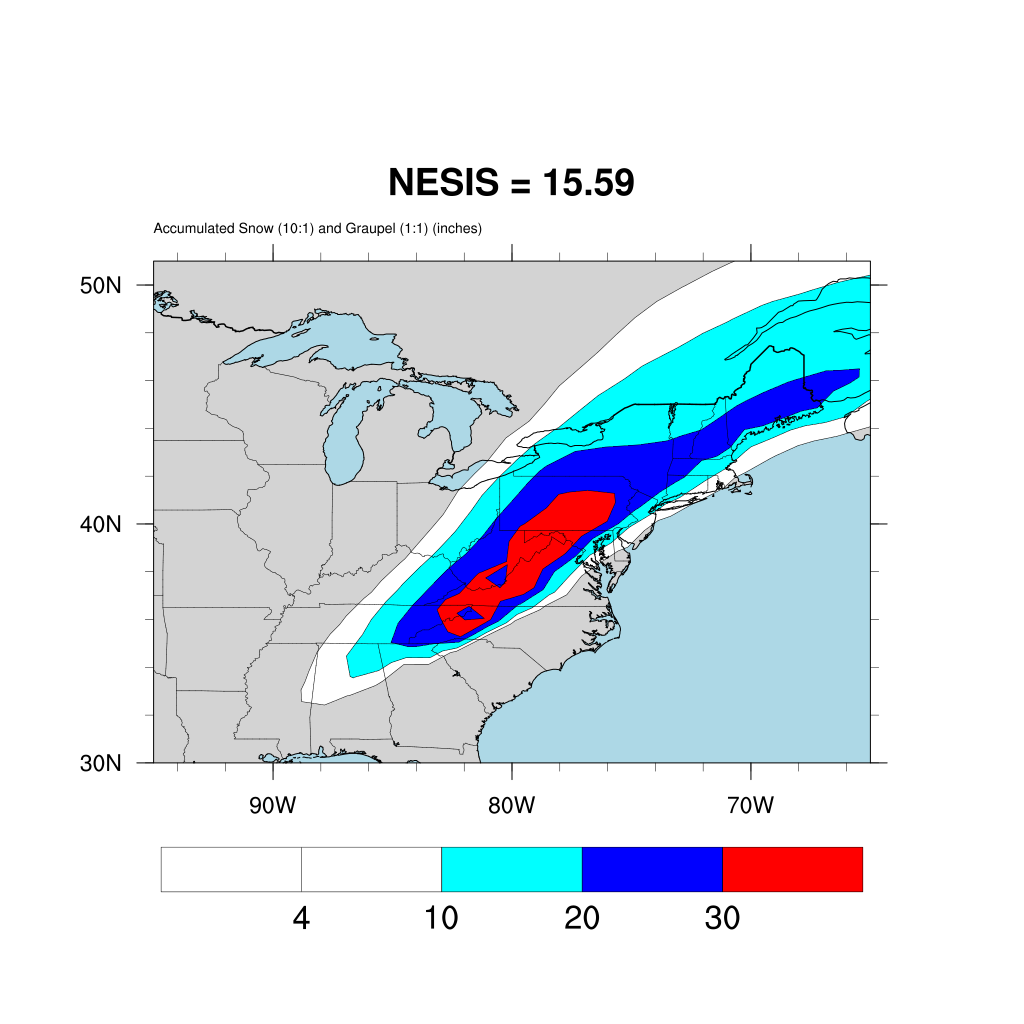 NESIS = 15.59
Accumulated Snow (10:1) and Graupel (1:1) (inches)
50N
40N
30N
90W 80W 70W
4 10 20 30